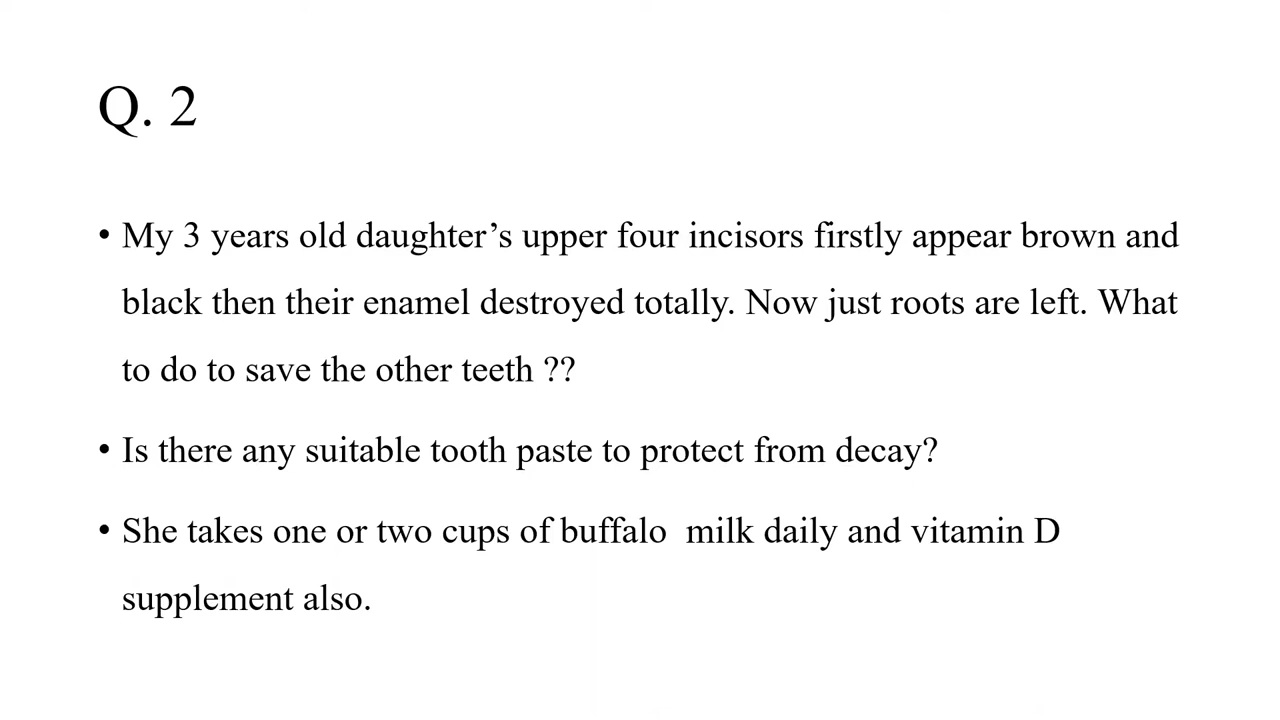 Q. 2
• My 3 years old daughter’s upper four incisors firstly appear brown and
black then their enamel destroyed totally. Now just roots are left. What
to do to save the other teeth ??
• Is there any suitable tooth paste to protect from decay?
• She takes one or two cups of buffalo  milk daily and vitamin D
supplement also.